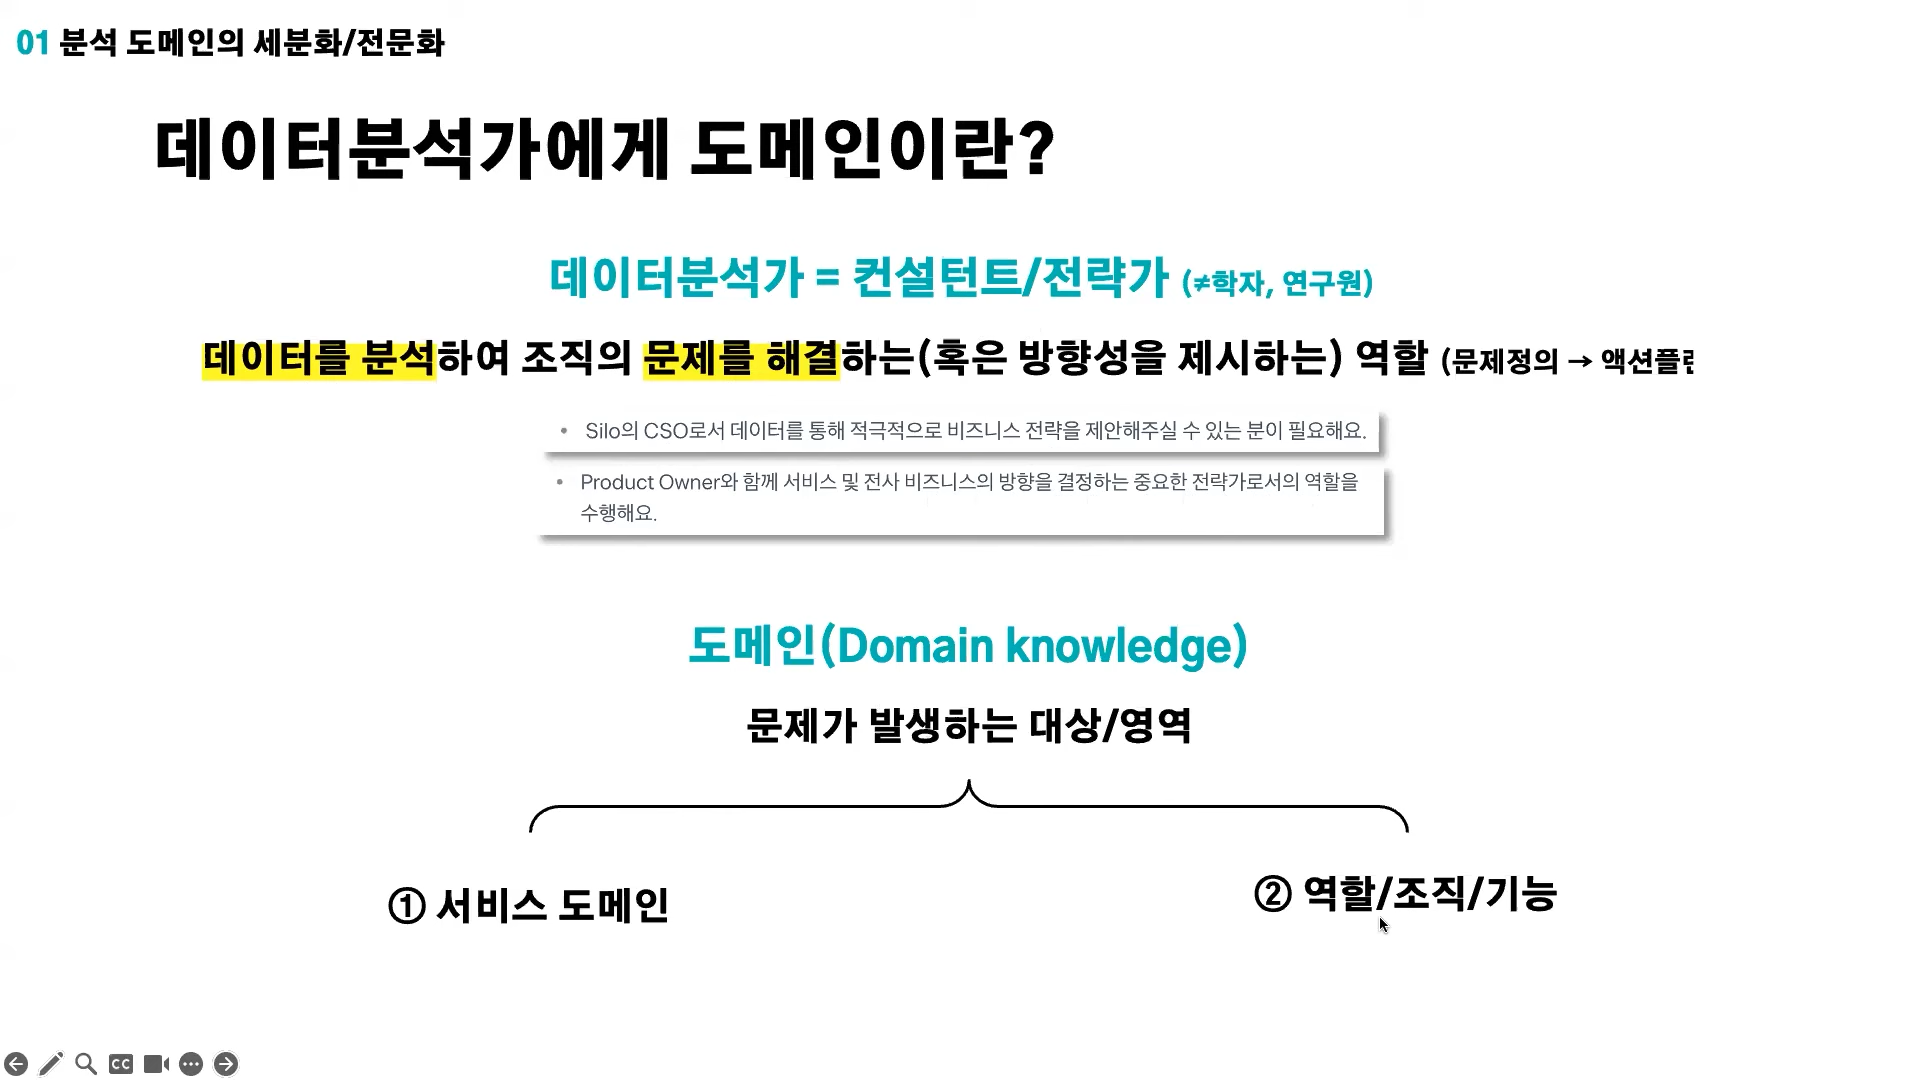 01 분석 도메인의 세분화/전문화
데이터분석가에게 도메인이란?
데이터분석가 = 컨설턴트/전략가 (≠학자, 연구원)
데이터를 분석하여 조직의 문제를 해결하는(혹은 방향성을 제시하는) 역할 (문제정의 → 액션플랜
• Silo의 CSO로서 데이터를 통해 적극적으로 비즈니스 전략을 제안해주실 수 있는 분이 필요해요.
• Product Owner와 함께 서비스 및 전사 비즈니스의 방향을 결정하는 중요한 전략가로서의 역할을
수행해요.
도메인(Domain knowledge)
문제가 발생하는 대상/영역
① 서비스 도메인
② 역할/조직/기능
CC